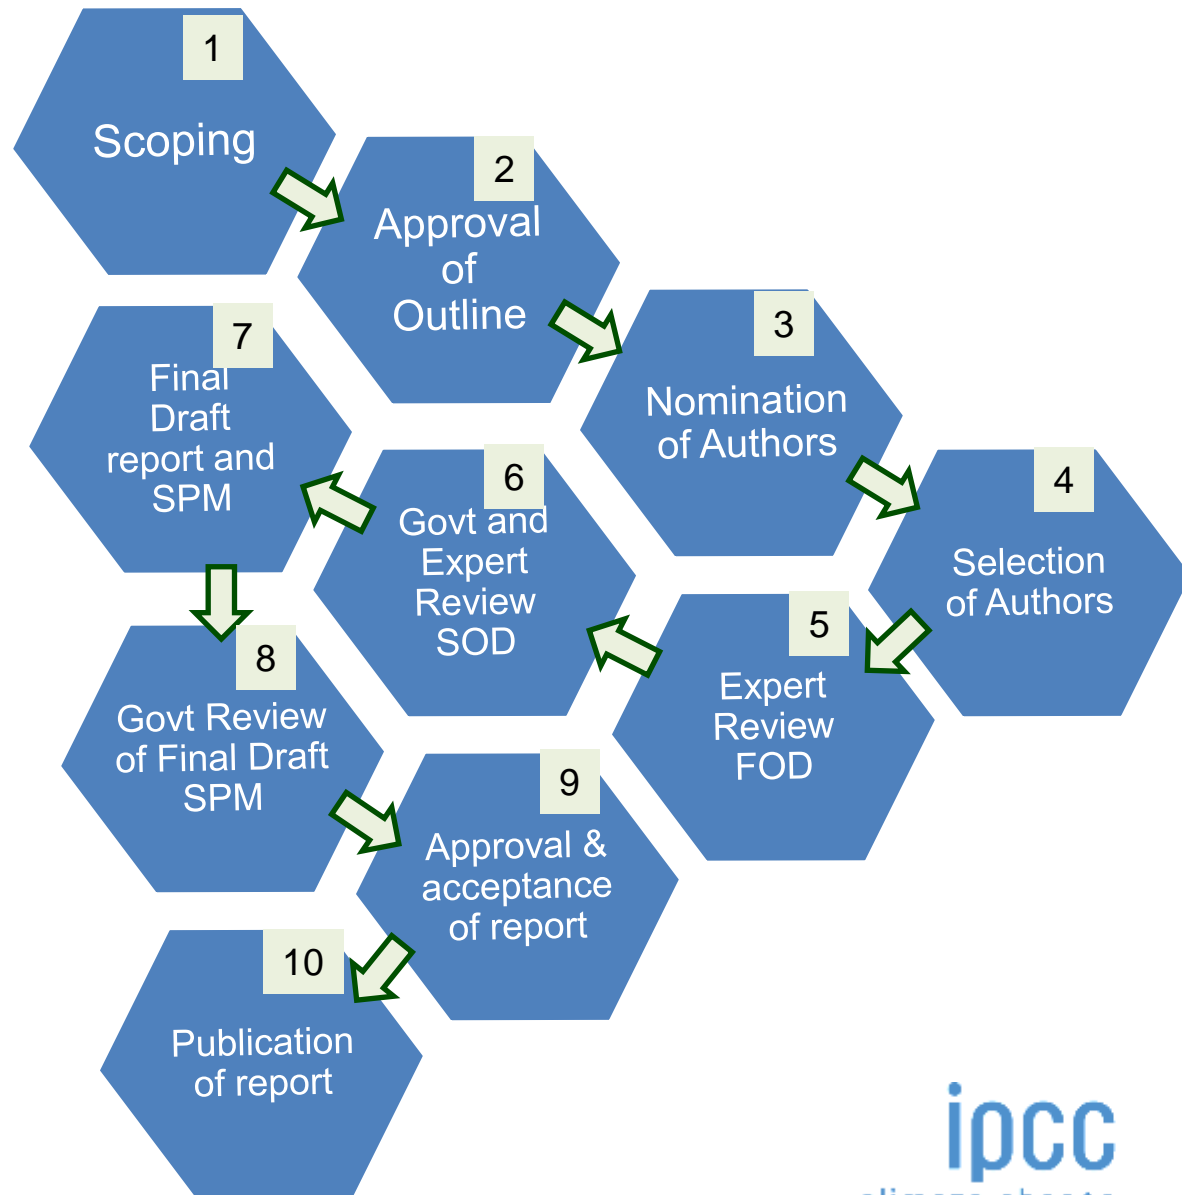 1
Scoping
2
Approval
of
Outline
3
Nomination
of Authors
4
Selection
of Authors
5
Expert
Review
FOD
6
Govt and
Expert
Review
SOD
7
Final
Draft
report and
SPM
8
Govt Review
of Final Draft
SPM
9
Approval &
acceptance
of report
10
Publication
of report
ipcc